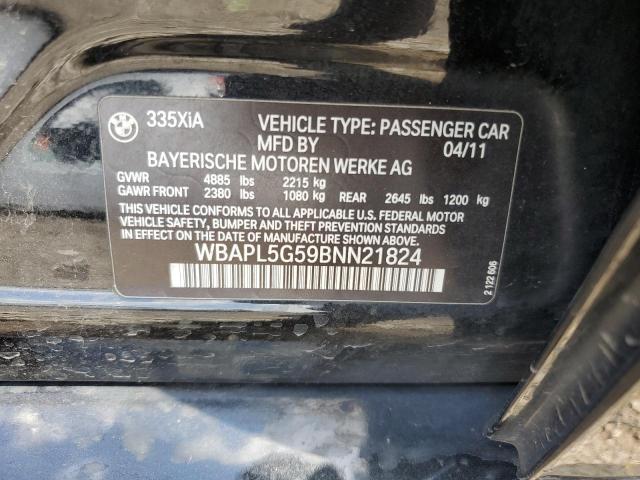 BMW
335XiA VEHICLE TYPE: PASSENGER CAR
MFD BY 04/11
BAYERISCHE MOTOREN WERKE AG
GVWR 4885 lbs 2215 kg
GAWR FRONT 2380 lbs 1080 kg REAR 2645 lbs 1200 kg
THIS VEHICLE CONFORMS TO ALL APPLICABLE U.S. FEDERAL MOTOR
VEHICLE SAFETY, BUMPER AND THEFT PREVENTION STANDARDS
IN EFFECT ON THE DATE OF MANUFACTURE SHOWN ABOVE.
WBAPL5G59BNN21824
2 122 606